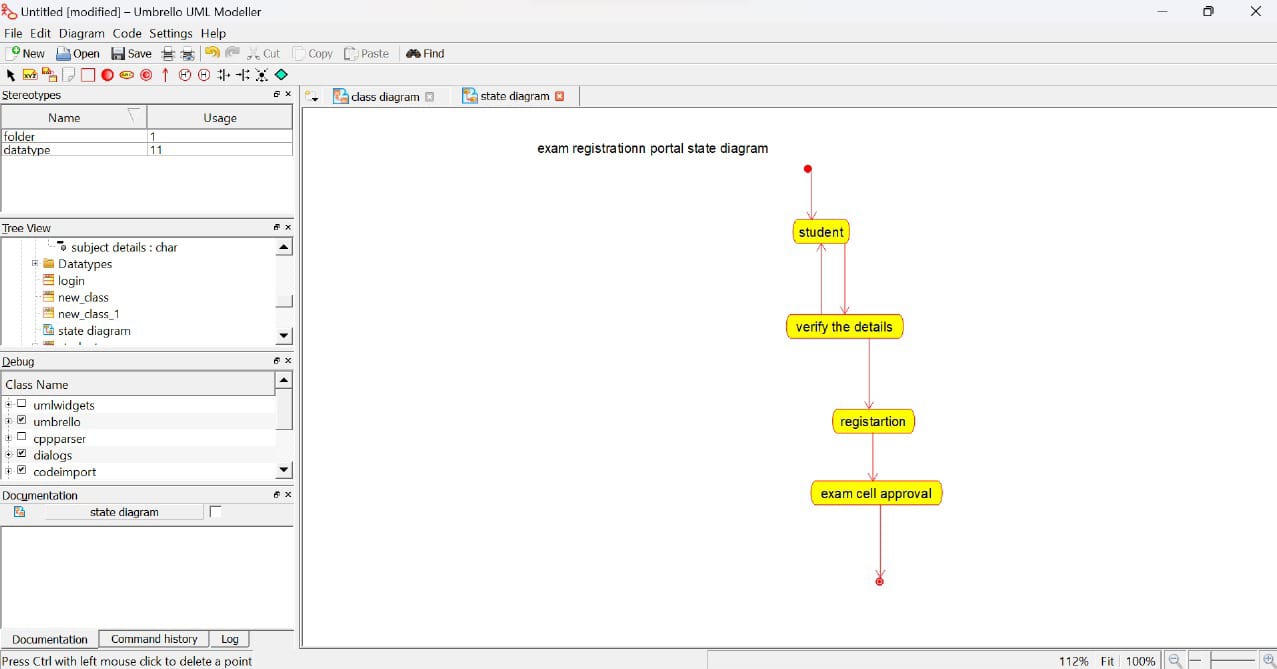 Untitled [modified] – Umbrello UML Modeller
File Edit Diagram Code Settings Help
New Open Save Cut Copy Paste Find
Stereotypes
class diagram state diagram
Name Usage
folder 1
datatype 11
exam registrationn portal state diagram
student
Tree View
subject details : char
Datatypes
login
new_class
new_class_1
state diagram
verify the details
Debug
Class Name
umlwidgets
umbrello
cppparser
dialogs
codeimport
registartion
exam cell approval
Documentation
state diagram
Documentation Command history Log
Press Ctrl with left mouse click to delete a point
112% Fit 100%